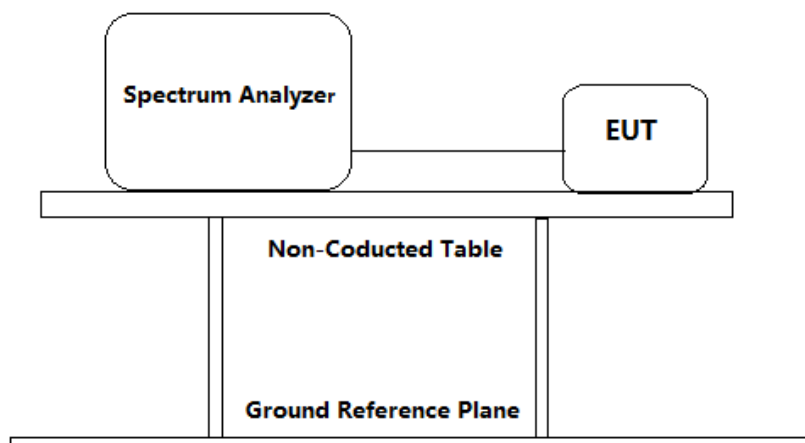 Spectrum Analyzer
EUT
Non-Coducted Table
Ground Reference Plane